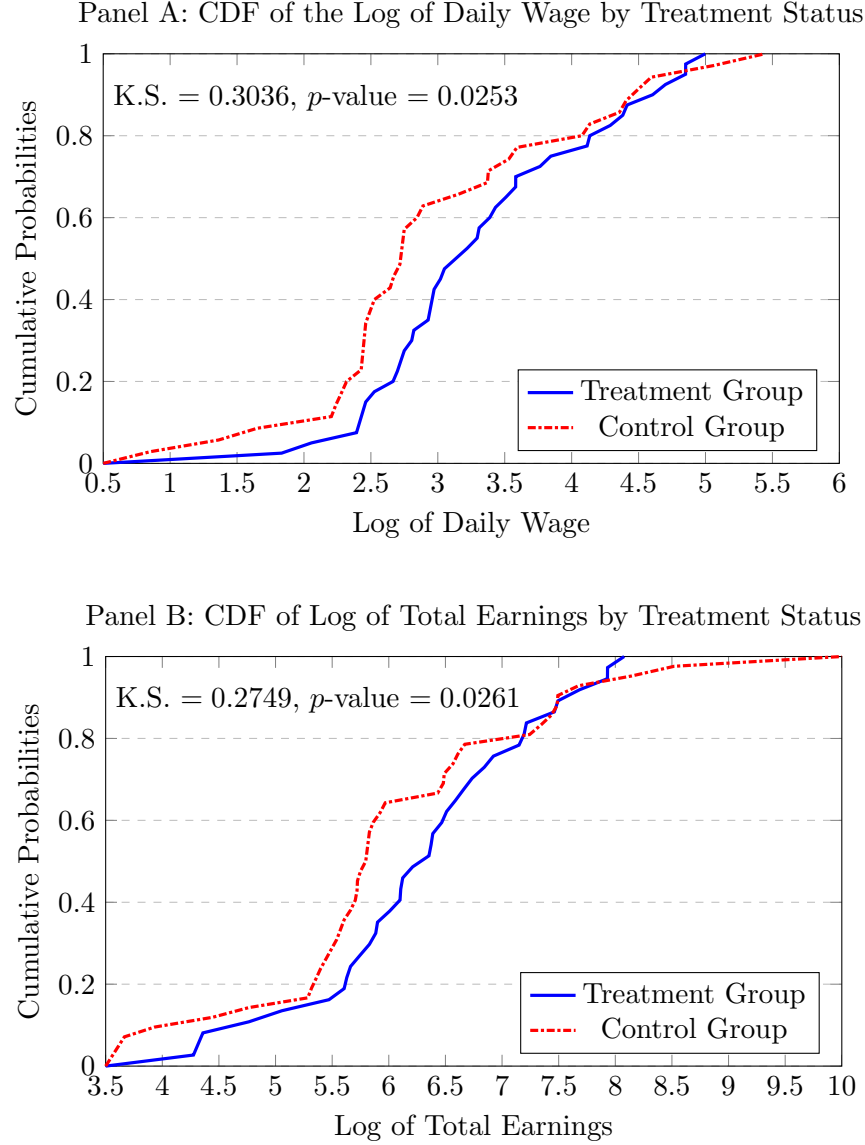 Panel A: CDF of the Log of Daily Wage by Treatment Status
1
K.S. = 0.3036, p-value = 0.0253
0.8
0.6
0.4
0.2
0
Cumulative Probabilities
Treatment Group
Control Group
0.5 1 1.5 2 2.5 3 3.5 4 4.5 5 5.5 6
Log of Daily Wage
Panel B: CDF of Log of Total Earnings by Treatment Status
1
K.S. = 0.2749, p-value = 0.0261
0.8
0.6
0.4
0.2
0
Cumulative Probabilities
Treatment Group
Control Group
3.5 4 4.5 5 5.5 6 6.5 7 7.5 8 8.5 9 9.5 10
Log of Total Earnings